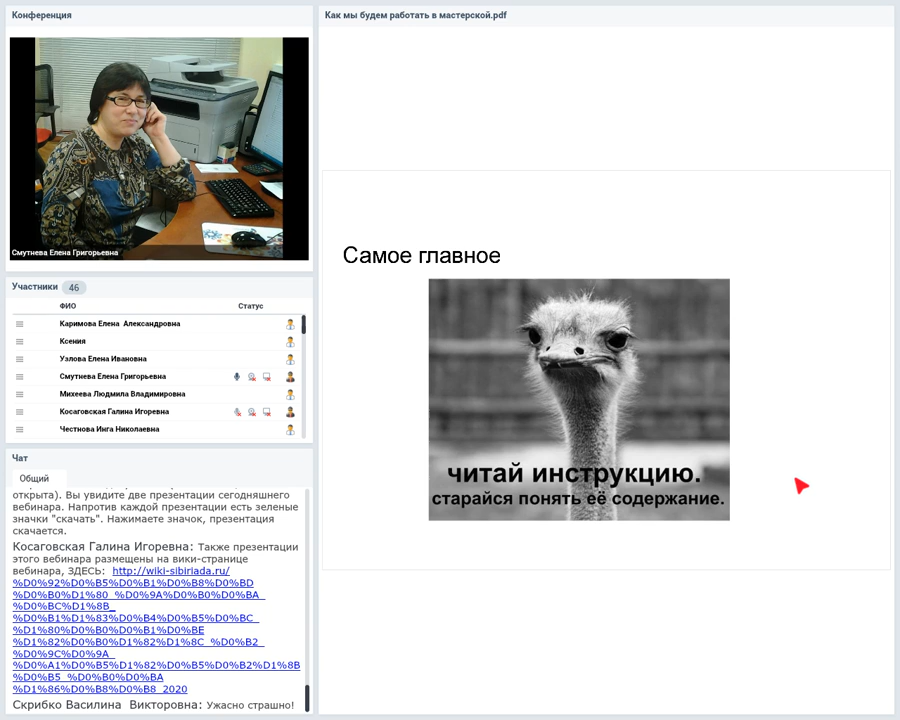 Конференция
Смутнева Елена Григорьевна
Участники 46
ФИО Статус
Каримова Елена Александровна
Ксения
Узлова Елена Ивановна
Смутнева Елена Григорьевна
Михеева Людмила Владимировна
Косаговская Галина Игоревна
Честнова Инга Николаевна
Чат
Общий
открыта). Вы увидите две презентации сегодняшнего
вебинара. Напротив каждой презентации есть зеленые
значки "скачать". Нажимаете значок, презентация
скачается.
Косаговская Галина Игоревна: Также презентации
этого вебинара размещены на вики-странице
вебинара, ЗДЕСЬ: http://wiki-sibiriada.ru/
%D0%92%D0%B5%D0%B1%D0%B8%D0%BD
%D0%B0%D1%80_%D0%9A%D0%B0%D0%BA_
%D0%BC%D1%8B_
%D0%B1%D1%83%D0%B4%D0%B5%D0%BC_
%D1%80%D0%B0%D0%B1%D0%BE
%D1%82%D0%B0%D1%82%D1%8C_%D0%B2_
%D0%9C%D0%9A_
%D0%A1%D0%B5%D1%82%D0%B5%D0%B2%D1%8B
%D0%B5_%D0%B0%D0%BA
%D1%86%D0%B8%D0%B8_2020
Скрибко Василина Викторовна: Ужасно страшно!
Как мы будем работать в мастерской.pdf
Самое главное
читай инструкцию.
старайся понять её содержание.